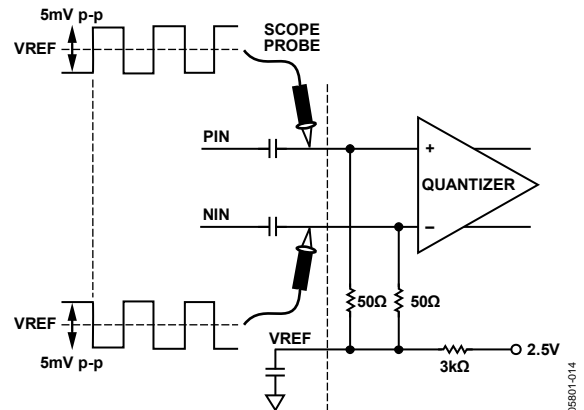 5mV p-p
VREF
SCOPE
PROBE
PIN
+
QUANTIZER
NIN
−
50Ω
50Ω
VREF
5mV p-p
VREF
2.5V
3kΩ
05801-014